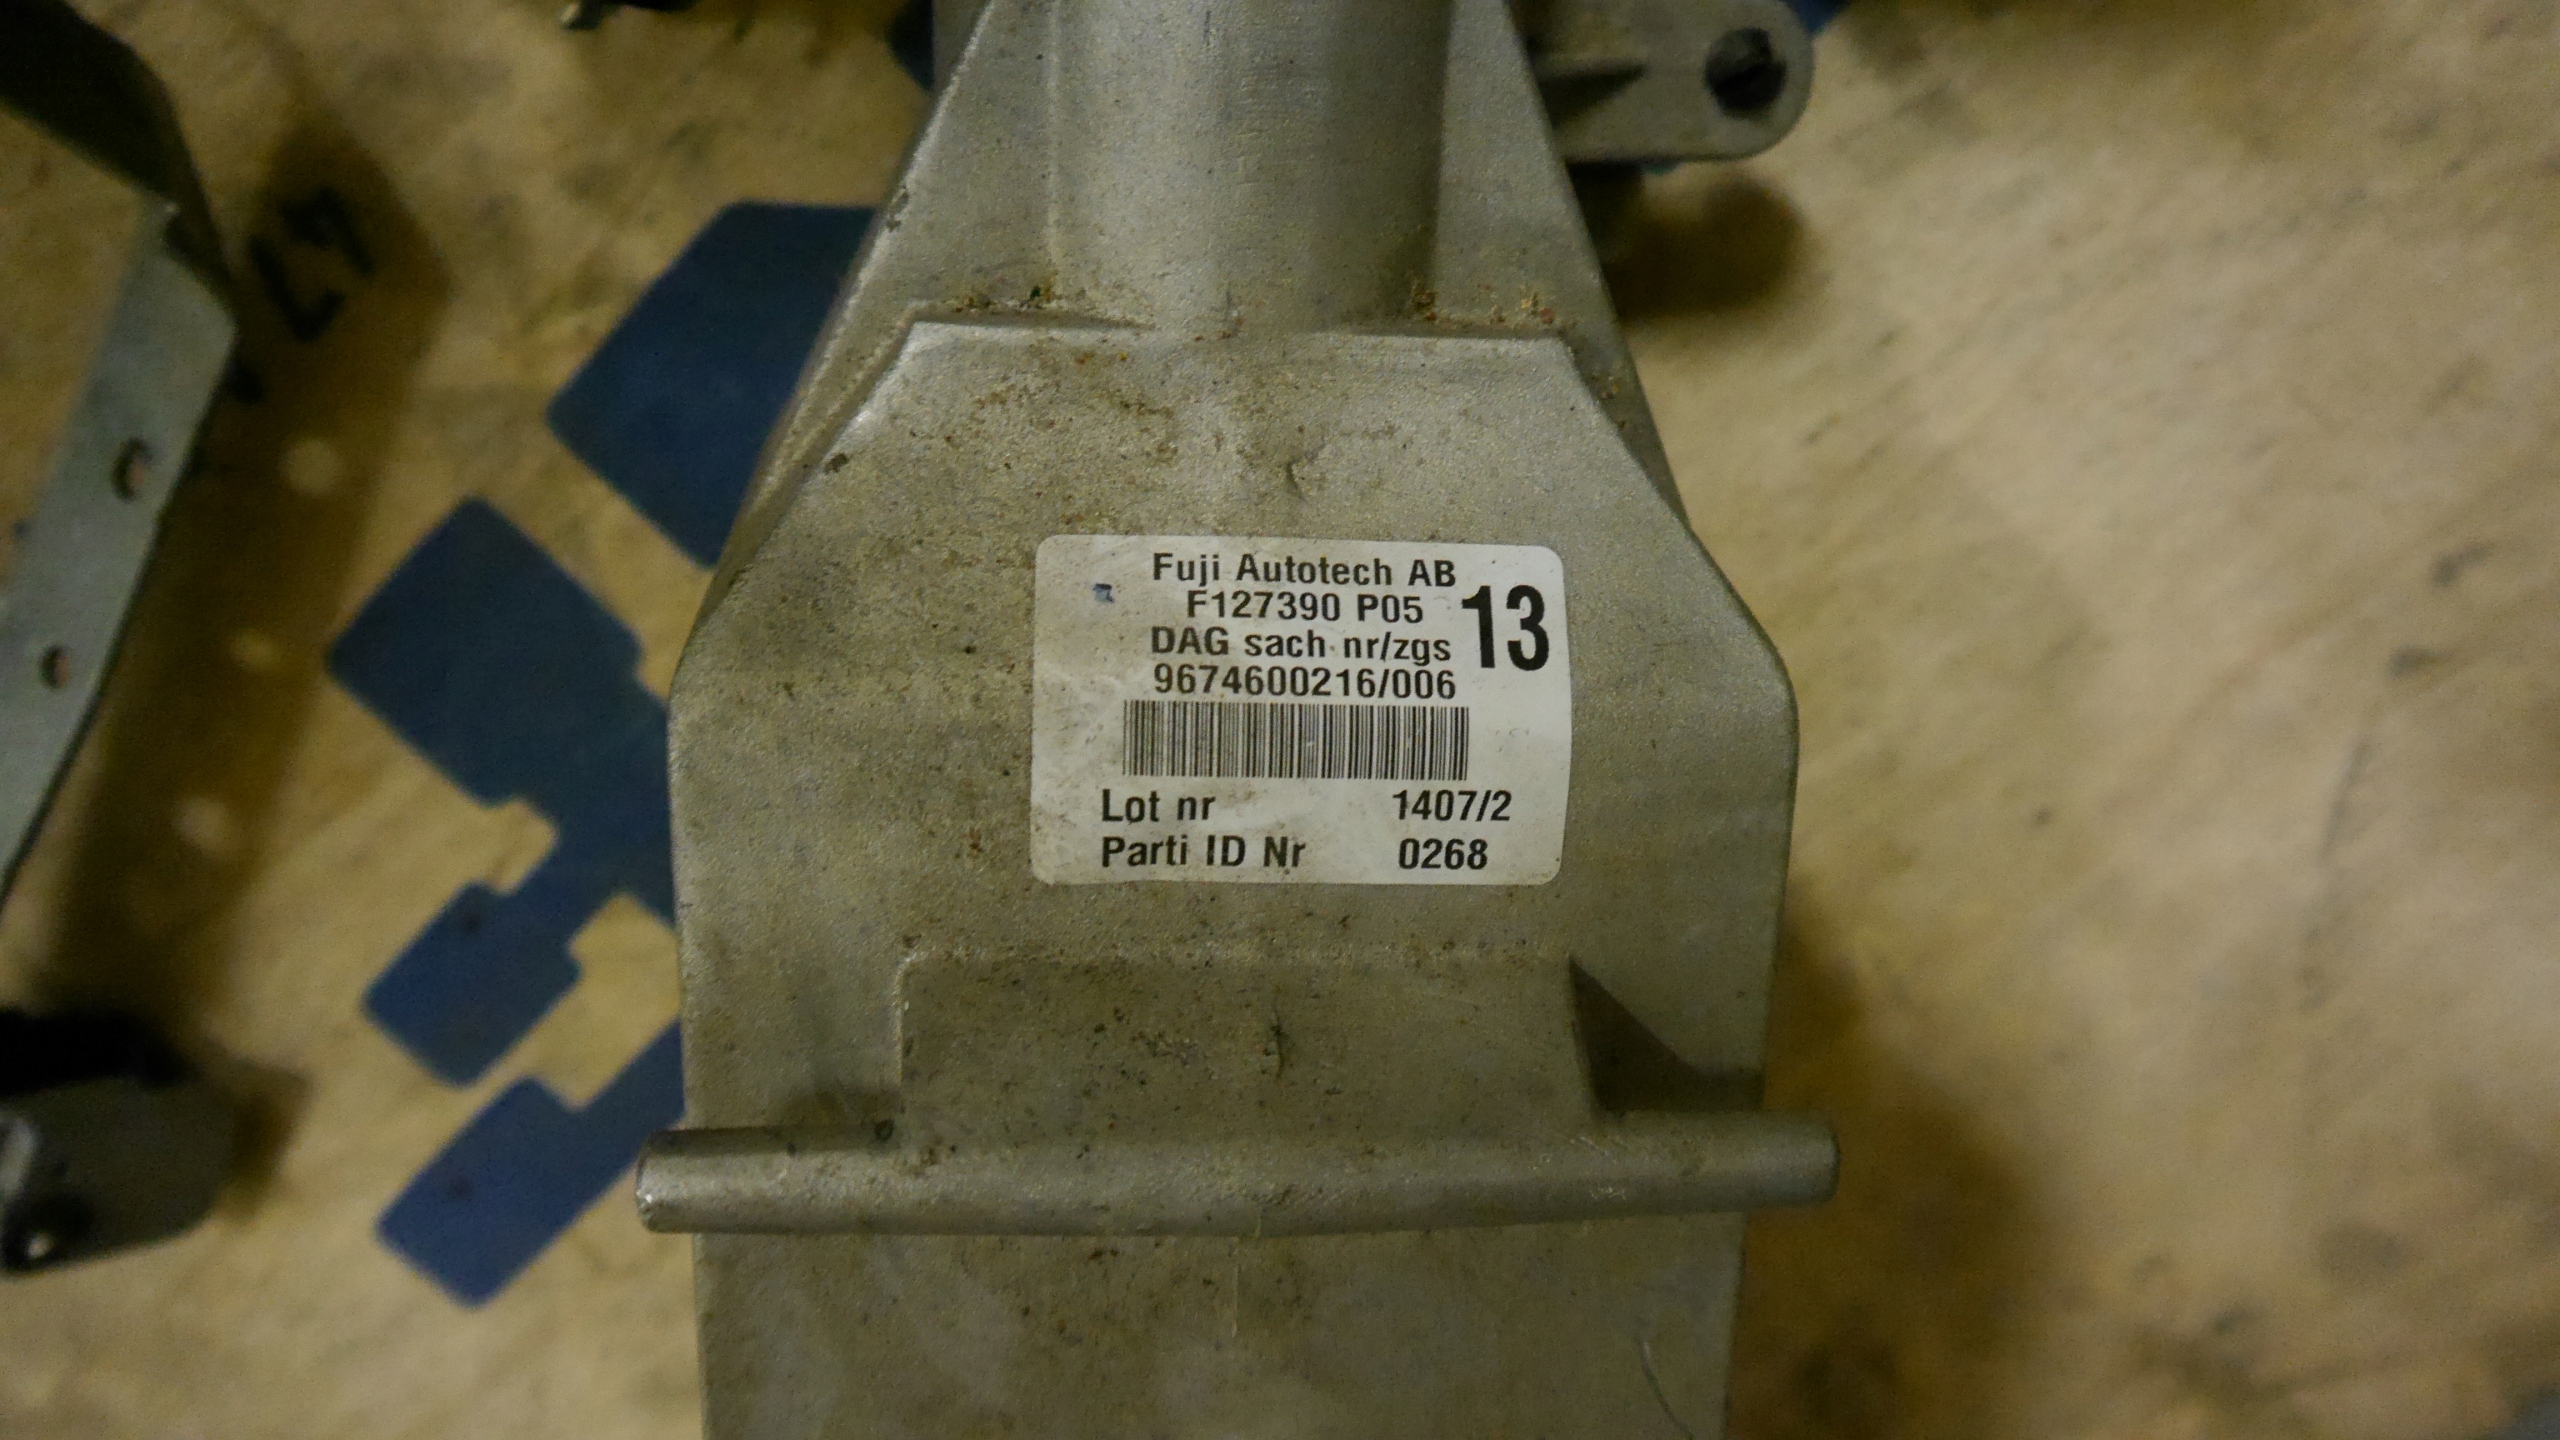 Fuji Autotech AB
F127390 P05
13
DAG sach nr/zgs
9674600216/006
Lot nr 1407/2
Parti ID Nr 0268